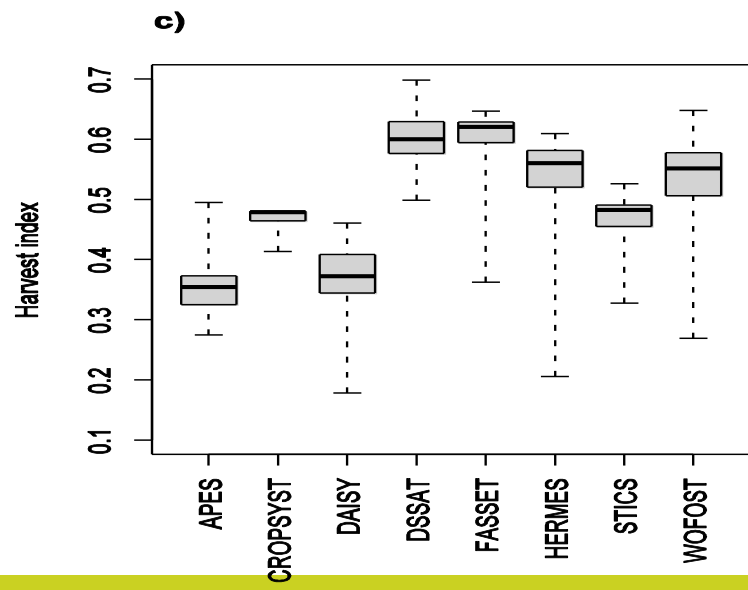 c)
Harvest index
0.7
0.6
0.5
0.4
0.3
0.2
0.1
APES
CROPSYST
DAISY
DSSAT
FASSET
HERMES
STICS
WOFOST